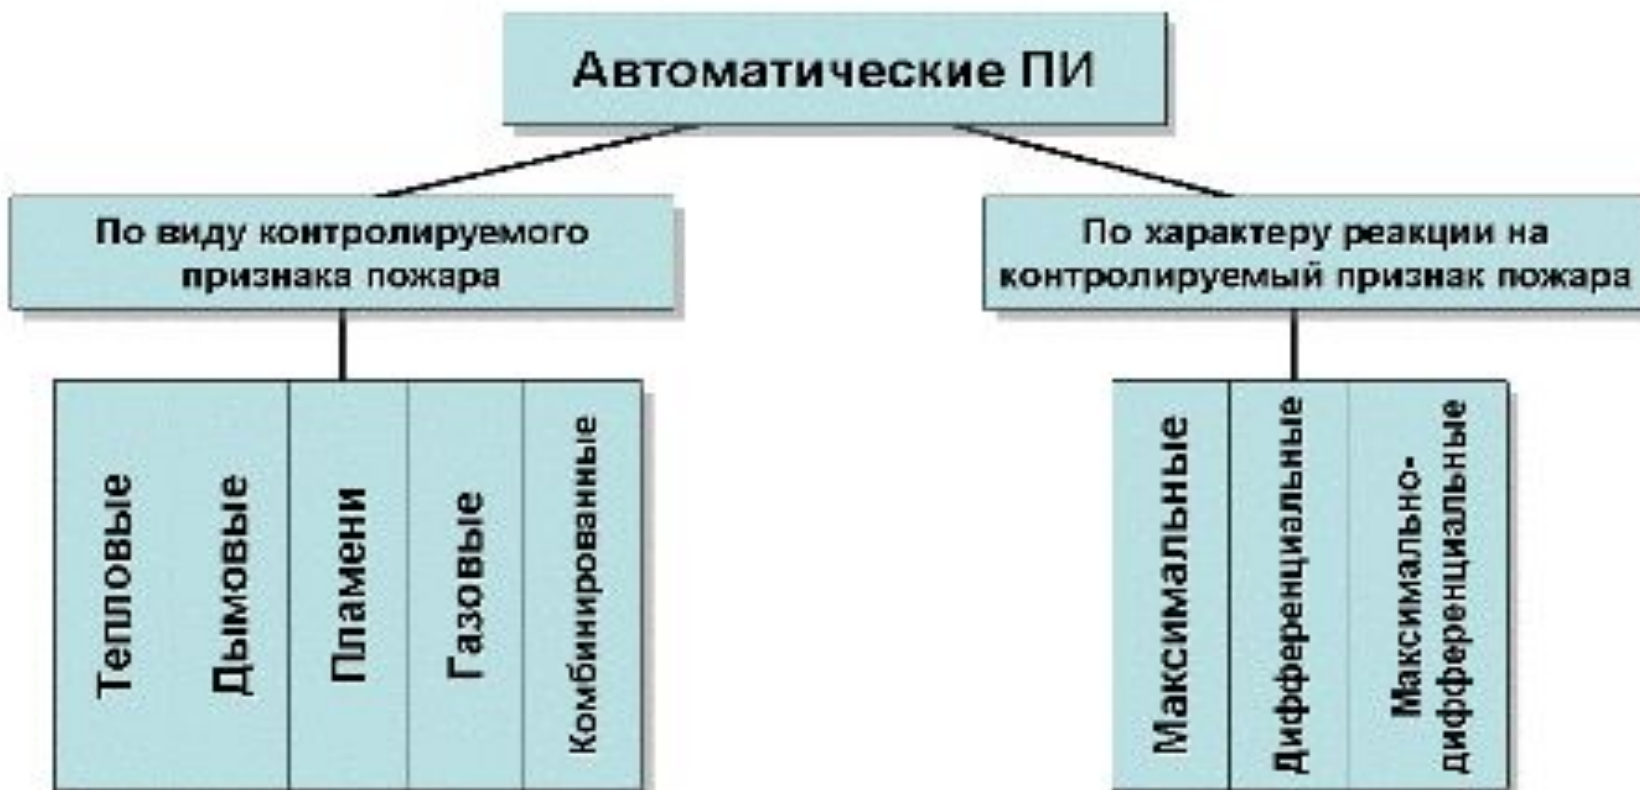 Автоматические ПИ
По виду контролируемого
признака пожара
По характеру реакции на
контролируемый признак пожара
Тепловые
Дымовые
Пламени
Газовые
Комбинированные
Максимальные
Дифференциальные
Максимально-
дифференциальные